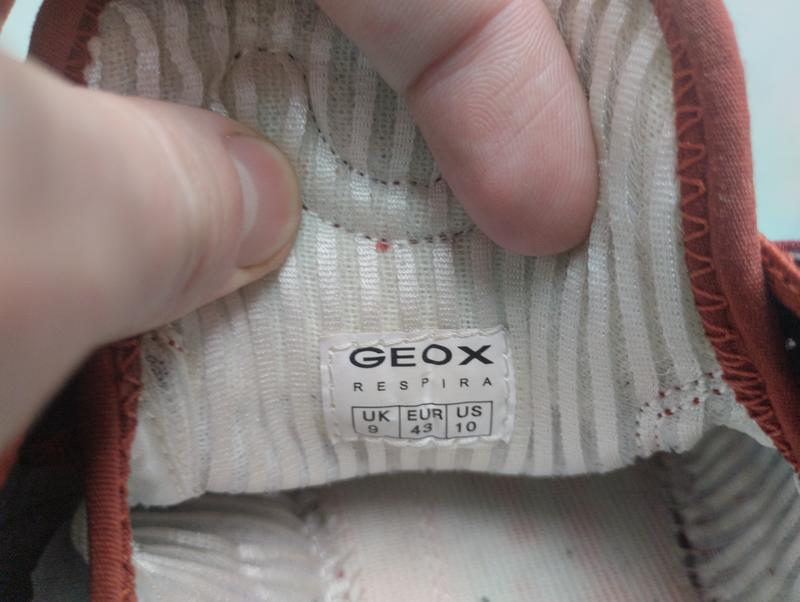 GEOX
RESPIRA
UK EUR US
9 43 10